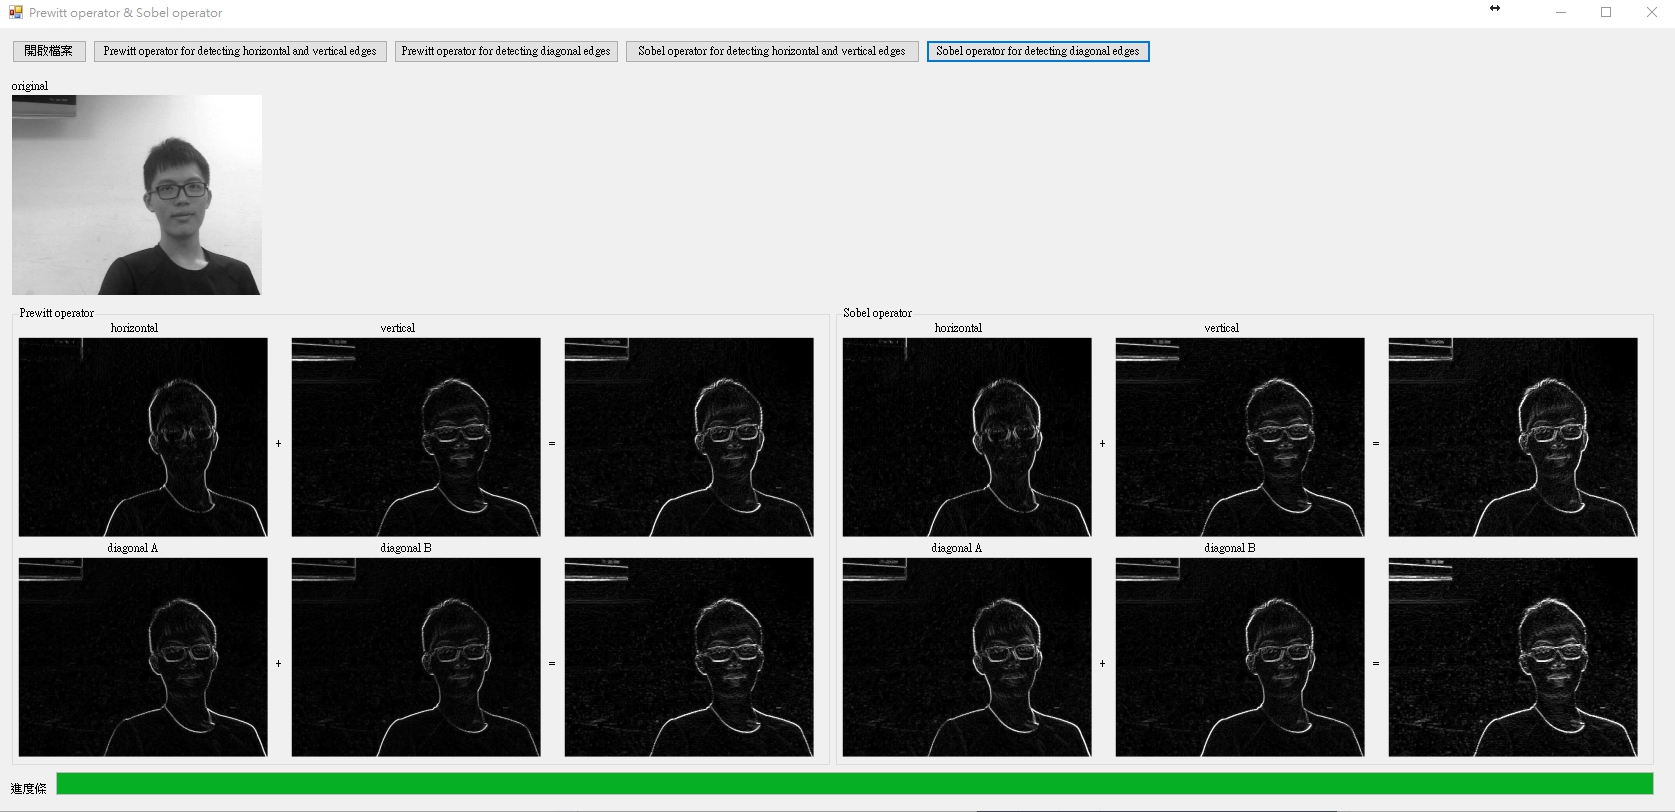 Prewitt operator & Sobel operator
開啟檔案 Prewitt operator for detecting horizontal and vertical edges Prewitt operator for detecting diagonal edges Sobel operator for detecting horizontal and vertical edges Sobel operator for detecting diagonal edges
original
Prewitt operator
horizontal vertical
+ =
diagonal A diagonal B
+ =
Sobel operator
horizontal vertical
+ =
diagonal A diagonal B
+ =
進度條